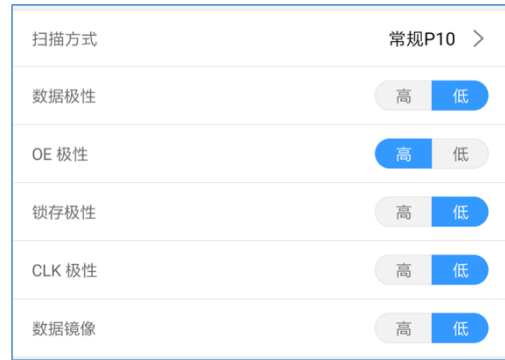 扫描方式 常规P10 >
数据极性 高 低
OE 极性 高 低
锁存极性 高 低
CLK 极性 高 低
数据镜像 高 低